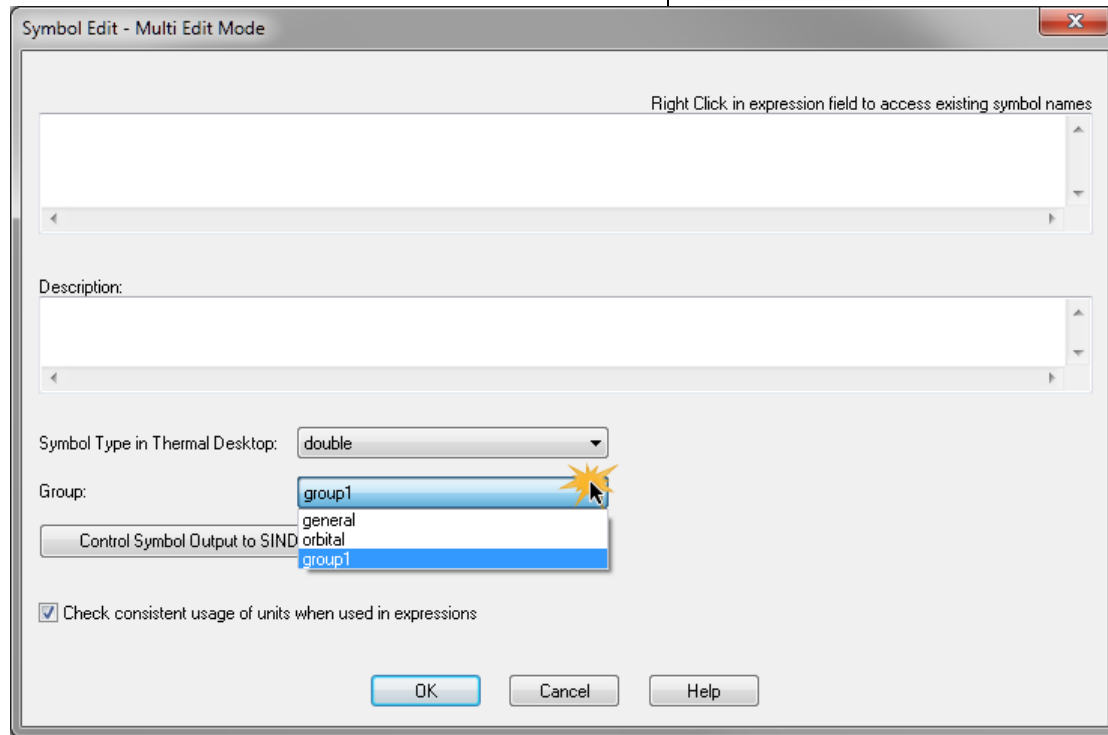 Symbol Edit - Multi Edit Mode
Right Click in expression field to access existing symbol names
Description:
Symbol Type in Thermal Desktop: double
Group: group1
general
Control Symbol Output to SIND orbital
group1
Check consistent usage of units when used in expressions
OK Cancel Help